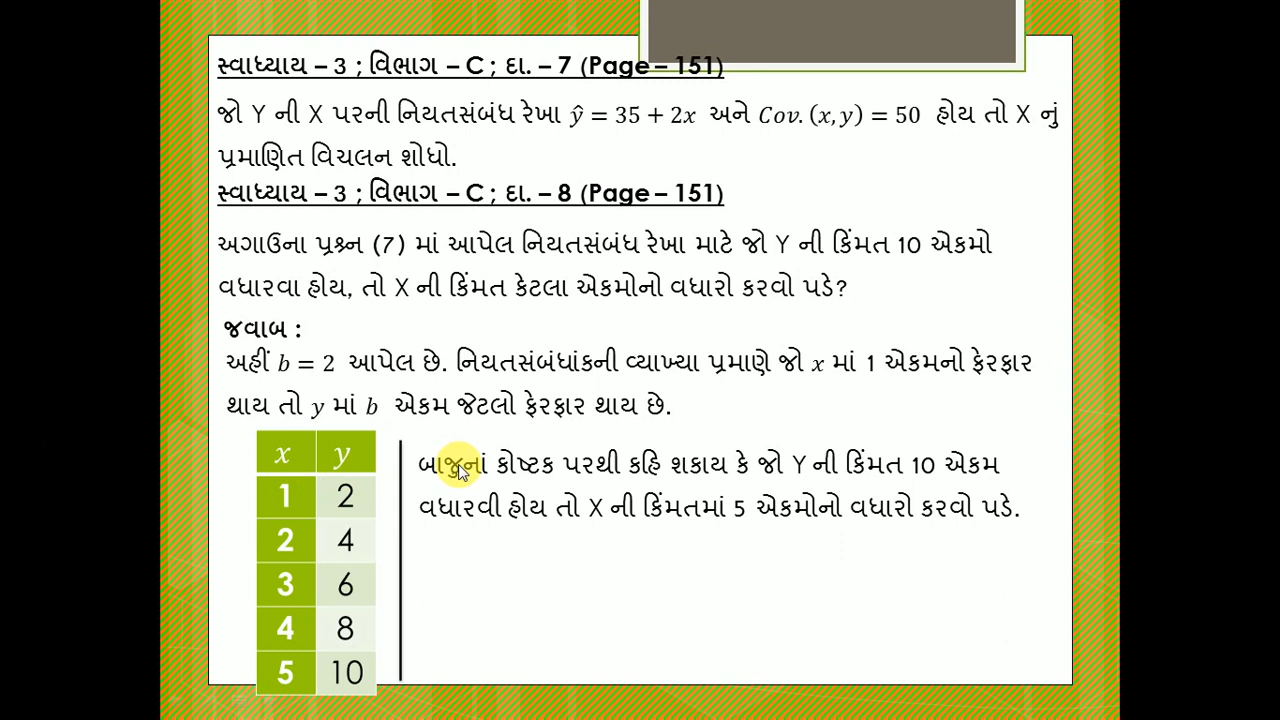 સ્વાધ્યાય – 3 ; વિભાગ – C ; દા. – 7 (Page – 151)
જો Y ની X પરની નિયતસંબંધ રેખા ŷ = 35 + 2x અને Cov. (x, y) = 50 હોય તો X નું
પ્રમાણિત વિચલન શોધો.
સ્વાધ્યાય – 3 ; વિભાગ – C ; દા. – 8 (Page – 151)
અગાઉના પ્રશ્ન (7) માં આપેલ નિયતસંબંધ રેખા માટે જો Y ની કિંમત 10 એકમો
વધારવા હોય, તો X ની કિંમત કેટલા એકમોનો વધારો કરવો પડે?
જવાબ :
અહીં b = 2 આપેલ છે. નિયતસંબંધાંકની વ્યાખ્યા પ્રમાણે જો x માં 1 એકમનો ફેરફાર
થાય તો y માં b એકમ જેટલો ફેરફાર થાય છે.
x y
1 2
2 4
3 6
4 8
5 10
બાજુનાં કોષ્ટક પરથી કહિ શકાય કે જો Y ની કિંમત 10 એકમ
વધારવી હોય તો X ની કિંમતમાં 5 એકમોનો વધારો કરવો પડે.